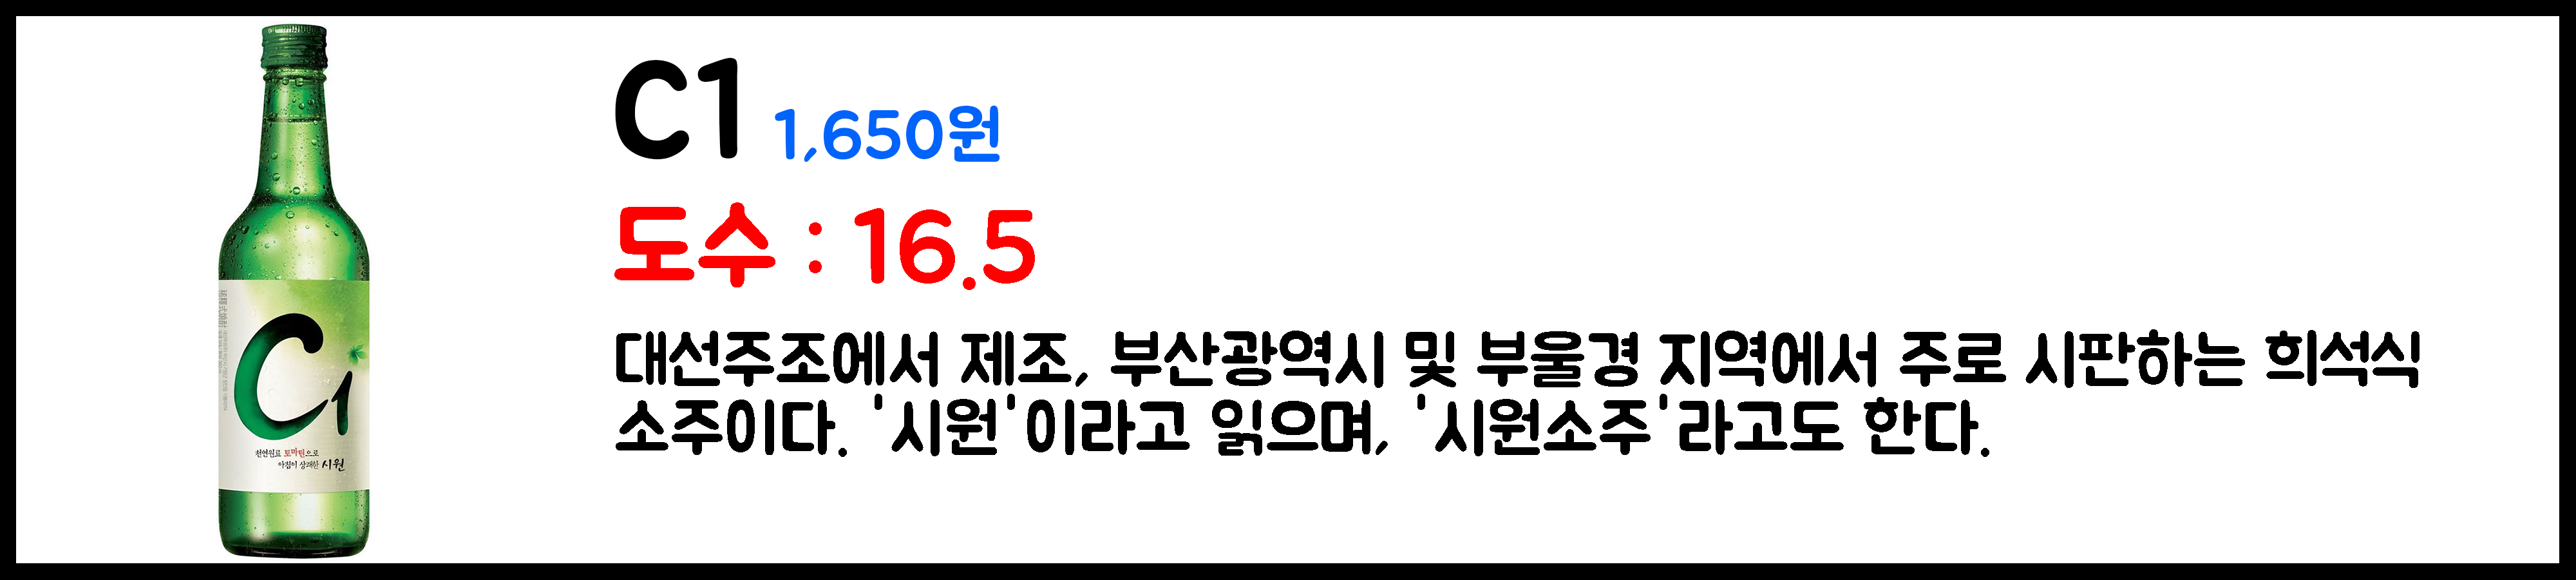 C1 1,650원
도수 : 16.5
대선주조에서 제조, 부산광역시 및 부울경 지역에서 주로 시판하는 희석식
소주이다. '시원'이라고 읽으며, '시원소주'라고도 한다.
C1
천연원료 토마틴으로
아침이 상쾌한 시원